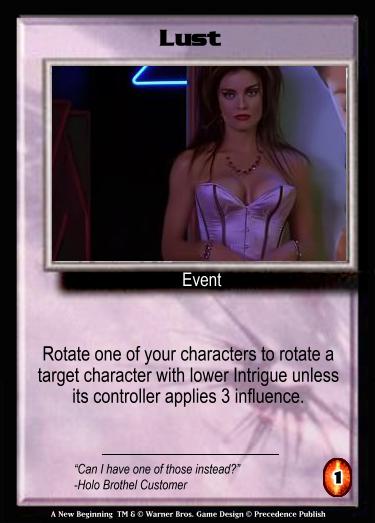 Lust
Event
Rotate one of your characters to rotate a
target character with lower Intrigue unless
its controller applies 3 influence.
"Can I have one of those instead?"
-Holo Brothel Customer
1
A New Beginning TM & © Warner Bros. Game Design © Precedence Publish